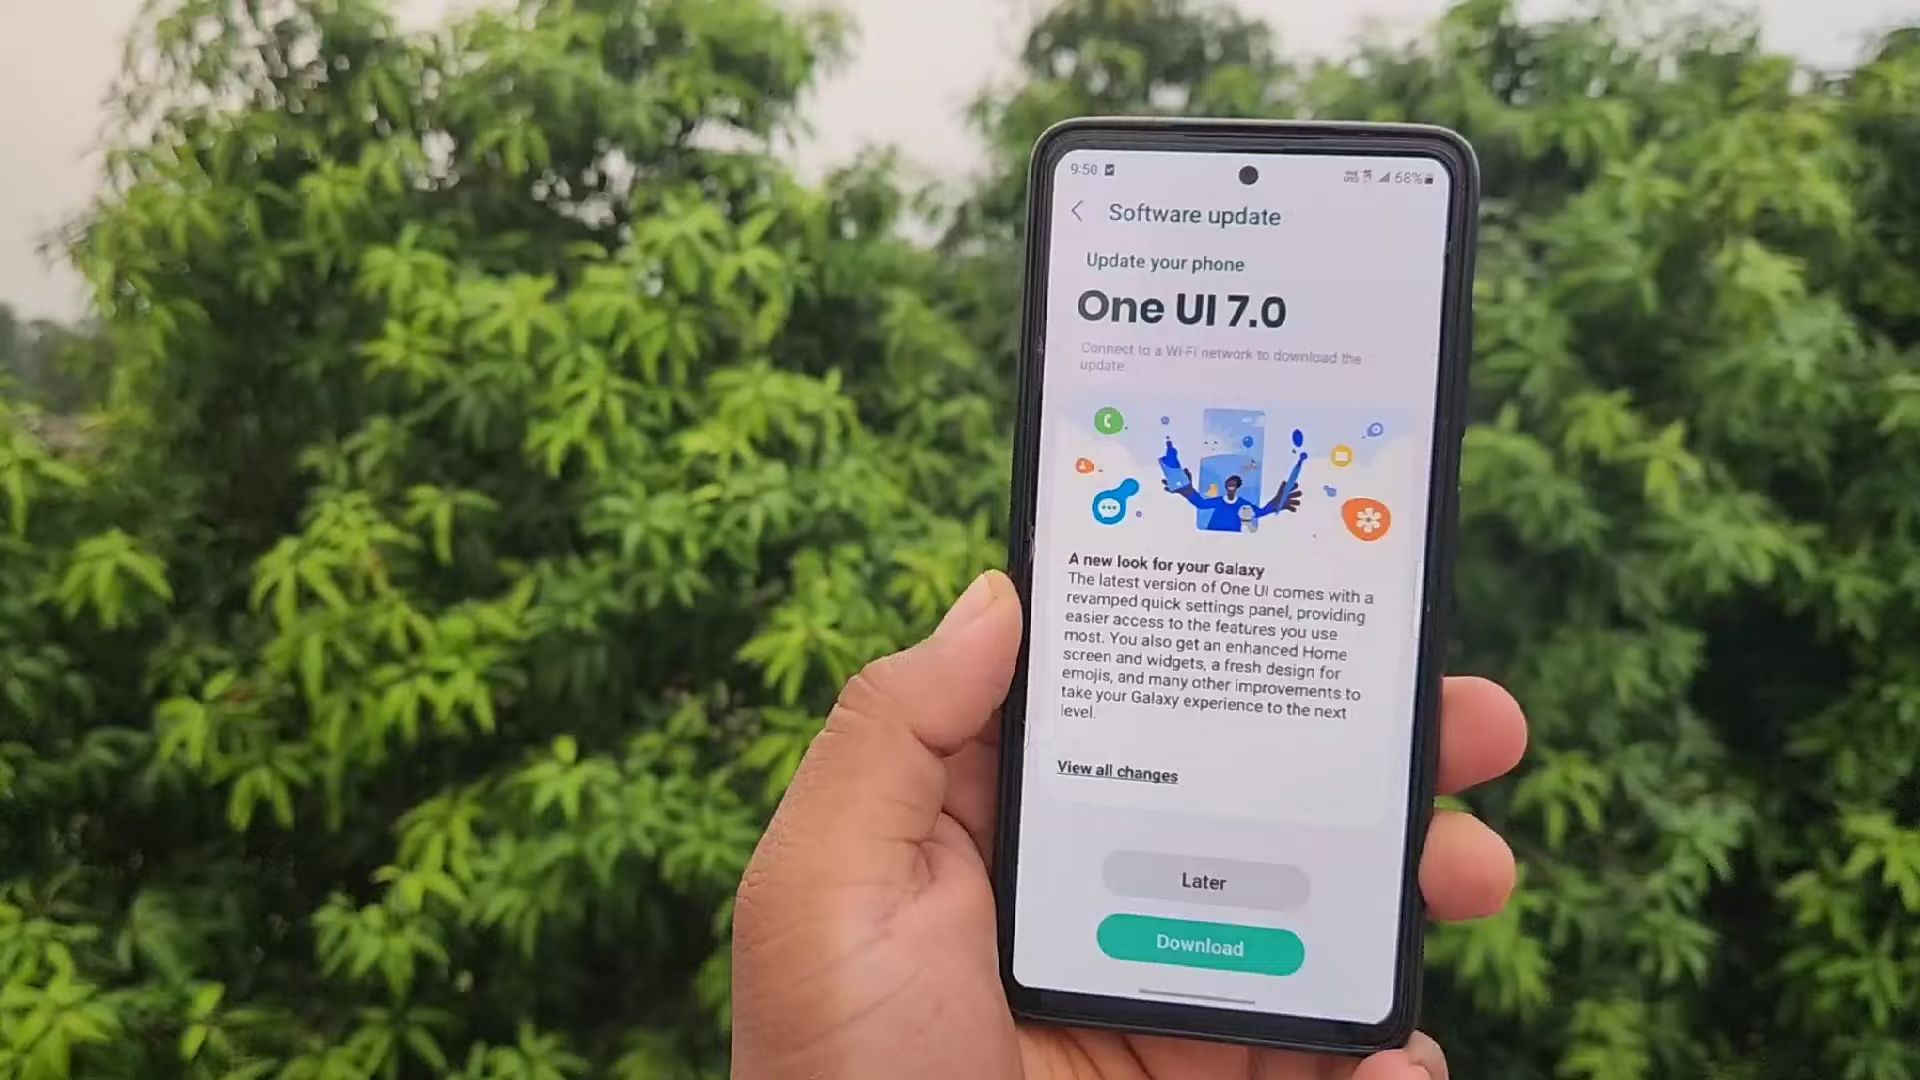 9:50
68%
Software update
Update your phone
One UI 7.0
Connect to a Wi-Fi network to download the
update.
A new look for your Galaxy
The latest version of One UI comes with a
revamped quick settings panel, providing
easier access to the features you use
most. You also get an enhanced Home
screen and widgets, a fresh design for
emojis, and many other improvements to
take your Galaxy experience to the next
level.
View all changes
Later
Download